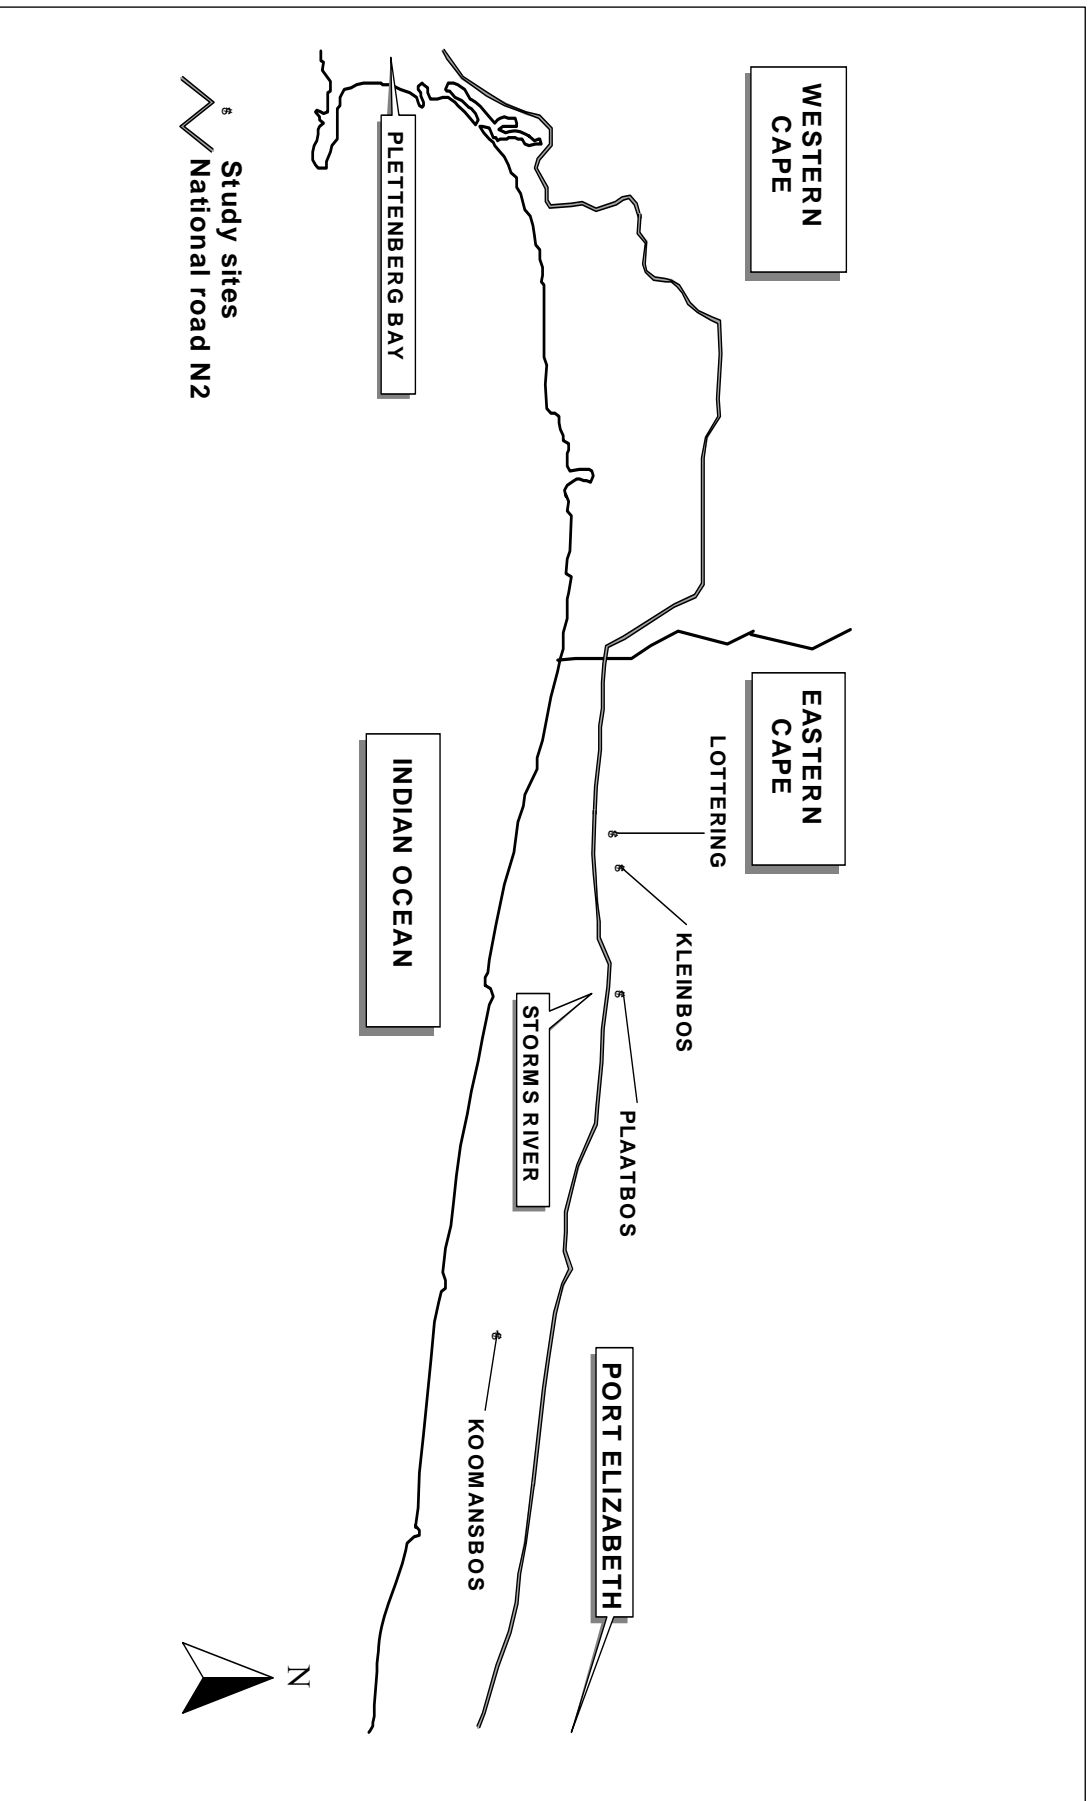 WESTERN
CAPE
EASTERN
CAPE
LOTTERING
KLEINBOS
PLAATBOS
PORT ELIZABETH
STORMS RIVER
KOOMANSBOS
PLETTENBERG BAY
INDIAN OCEAN
N
Study sites
National road N2